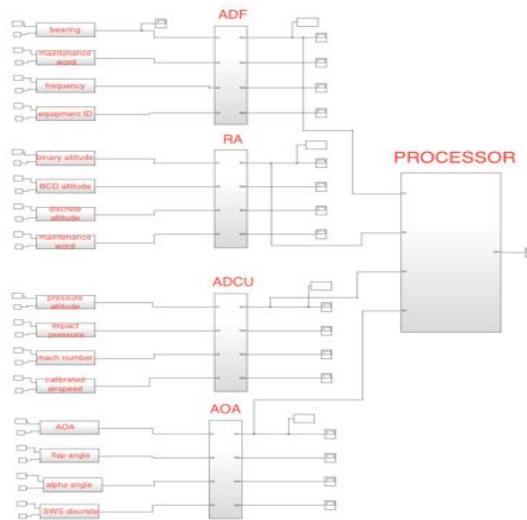 ADF
bearing
maintenance
word
frequency
equipment ID
RA
binary altitude
BCD altitude
discrete
altitude
maintenance
word
PROCESSOR
ADCU
pressure
altitude
impact
pressure
mach number
calibrated
airspeed
AOA
AOA
flap angle
alpha angle
SWS discrete